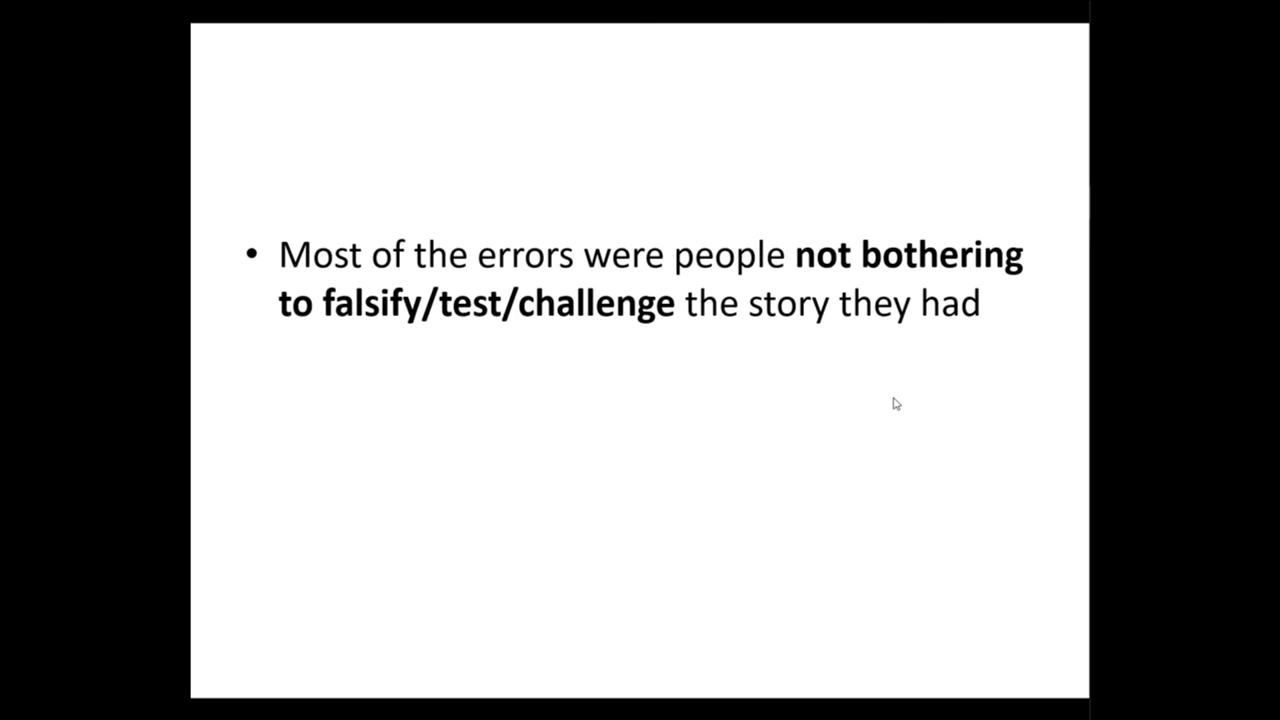 • Most of the errors were people not bothering
to falsify/test/challenge the story they had